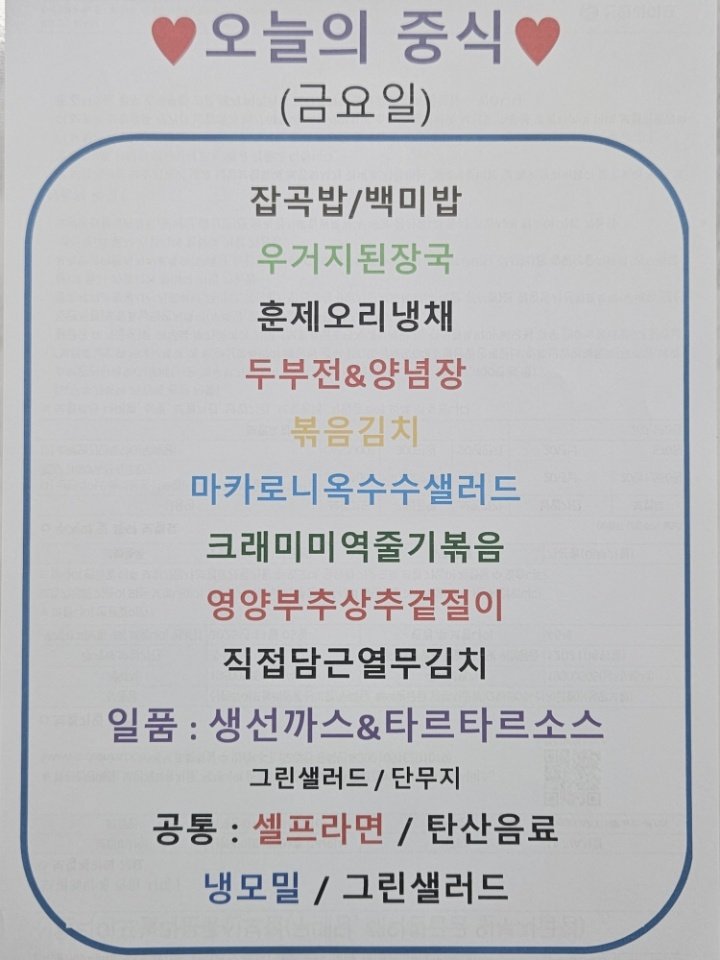 ♥오늘의 중식♥
(금요일)
잡곡밥/백미밥
우거지된장국
훈제오리냉채
두부전&양념장
볶음김치
마카로니옥수수샐러드
크래미미역줄기볶음
영양부추상추겉절이
직접담근열무김치
일품 : 생선까스&타르타르소스
그린샐러드 / 단무지
공통 : 셀프라면 / 탄산음료
냉모밀 / 그린샐러드